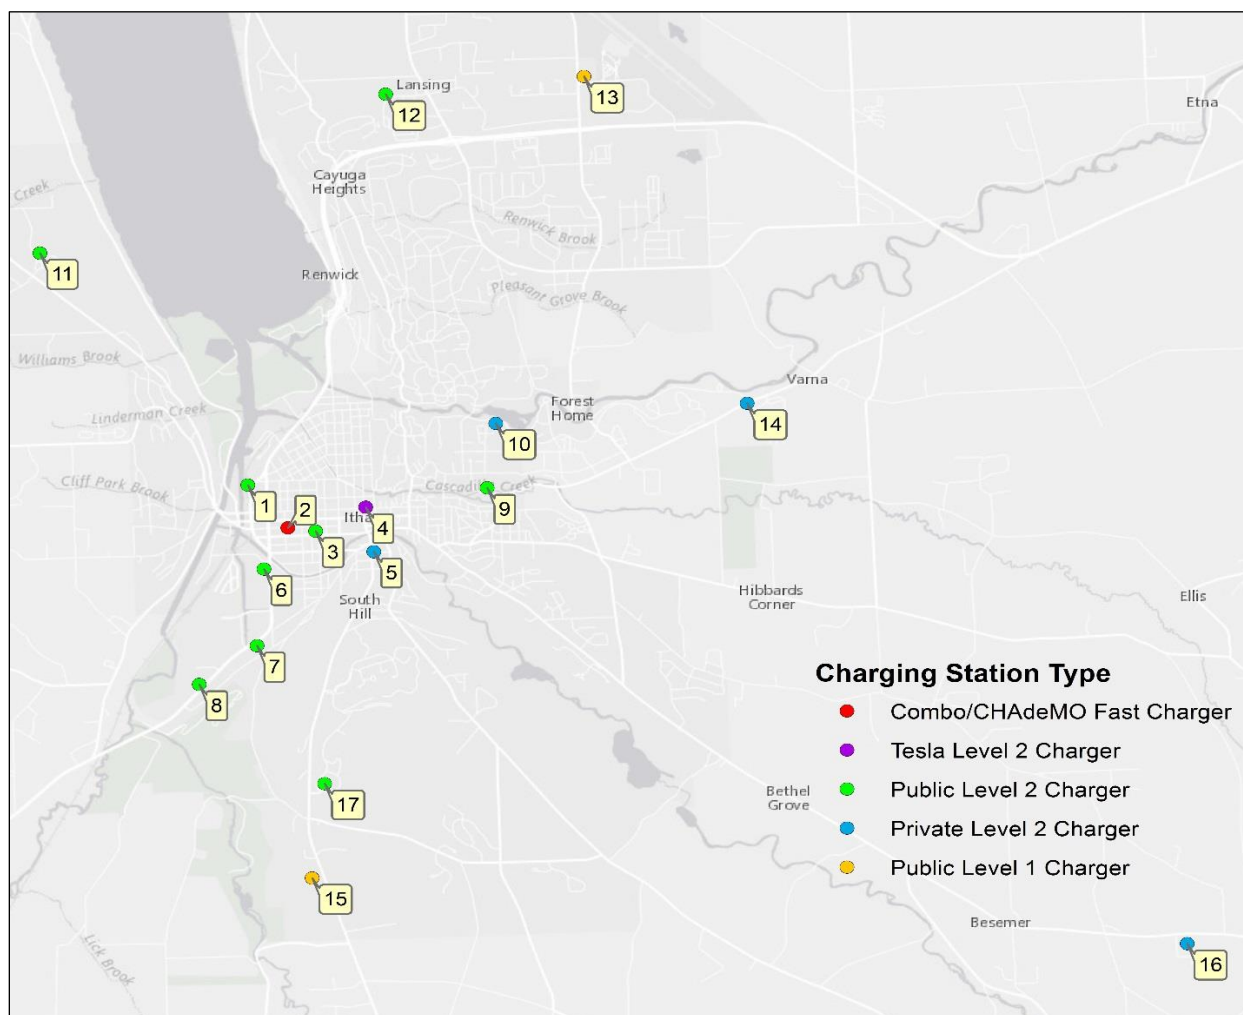 Lansing
13
Etna
12
Cayuga
Heights
Creek
Renwick Brook
11
Renwick
Pleasant Grove Brook
Williams Brook
Varna
Linderman Creek
Forest
Home
14
10
Cliff Park Brook
Cascadilla Creek
1
2
9
4
Itha
3
5
6
South
Hill
Hibbards
Corner
Ellis
7
8
Charging Station Type
Combo/CHAdeMO Fast Charger
Tesla Level 2 Charger
Public Level 2 Charger
Private Level 2 Charger
Public Level 1 Charger
Bethel
Grove
17
15
Besemer
Lick Brook
16